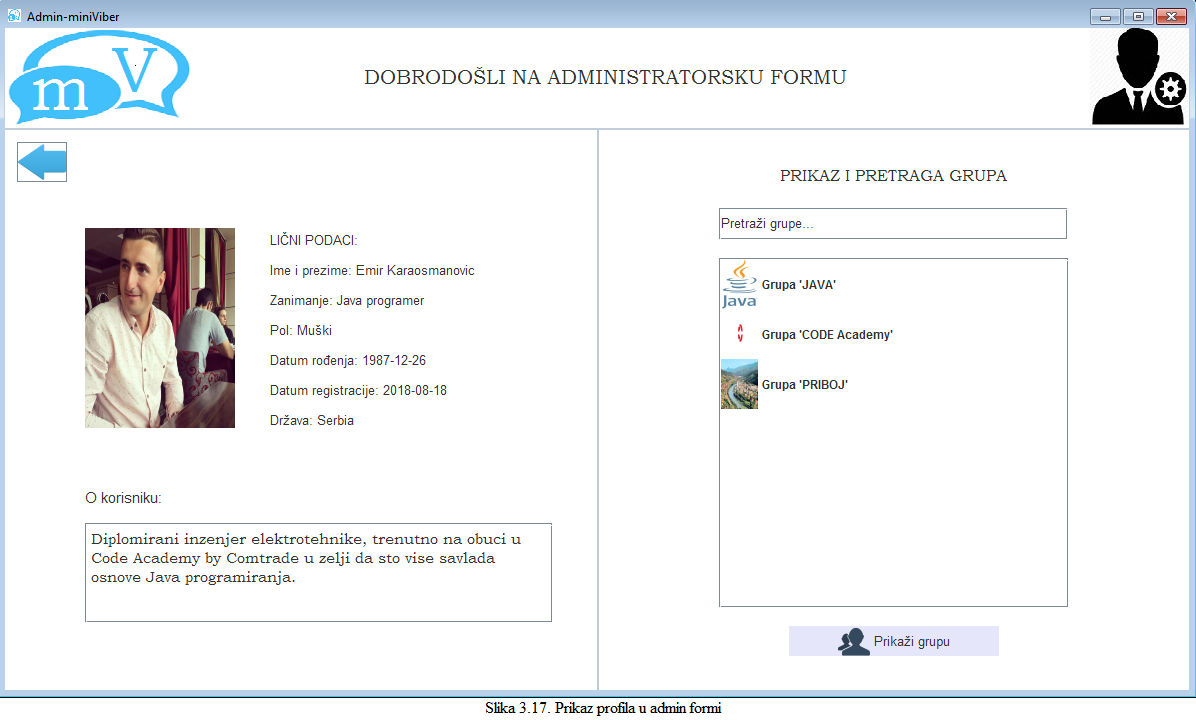 Admin-miniViber
m V
DOBRODOŠLI NA ADMINISTRATORSKU FORMU
LIČNI PODACI:
Ime i prezime: Emir Karaosmanovic
Zanimanje: Java programer
Pol: Muški
Datum rođenja: 1987-12-26
Datum registracije: 2018-08-18
Država: Serbia
O korisniku:
Diplomirani inzenjer elektrotehnike, trenutno na obuci u
Code Academy by Comtrade u zelji da sto vise savlada
osnove Java programiranja.
PRIKAZ I PRETRAGA GRUPA
Pretraži grupe...
Java
Grupa 'JAVA'
Grupa 'CODE Academy'
Grupa 'PRIBOJ'
Prikaži grupu
Slika 3.17. Prikaz profila u admin formi